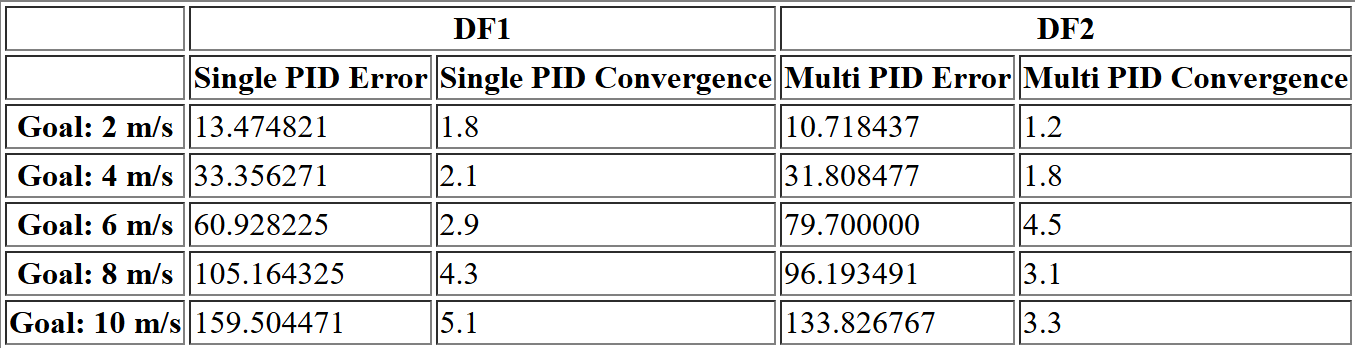 DF1 DF2
Single PID Error Single PID Convergence Multi PID Error Multi PID Convergence
Goal: 2 m/s 13.474821 1.8 10.718437 1.2
Goal: 4 m/s 33.356271 2.1 31.808477 1.8
Goal: 6 m/s 60.928225 2.9 79.700000 4.5
Goal: 8 m/s 105.164325 4.3 96.193491 3.1
Goal: 10 m/s 159.504471 5.1 133.826767 3.3